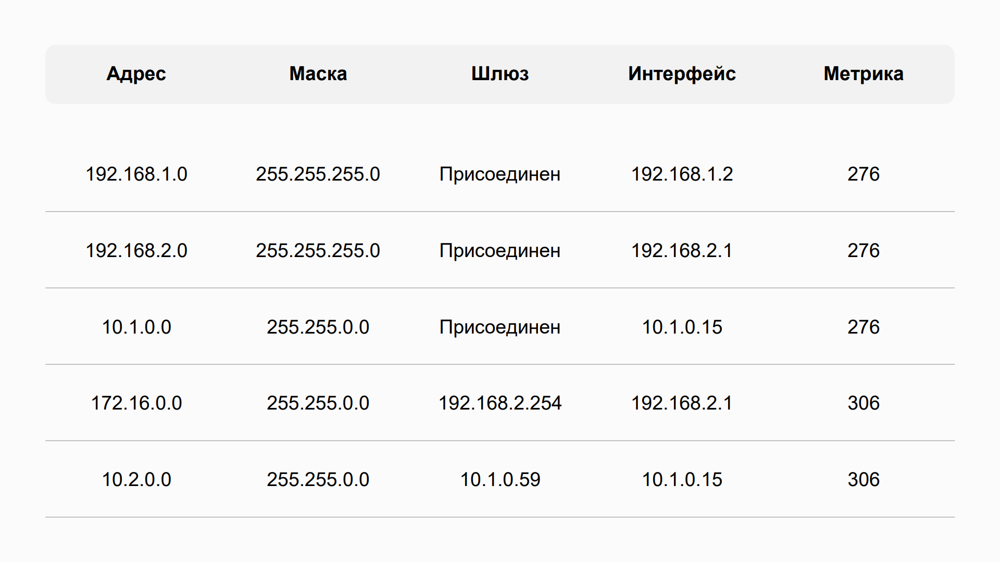 Адрес Маска Шлюз Интерфейс Метрика
192.168.1.0 255.255.255.0 Присоединен 192.168.1.2 276
192.168.2.0 255.255.255.0 Присоединен 192.168.2.1 276
10.1.0.0 255.255.0.0 Присоединен 10.1.0.15 276
172.16.0.0 255.255.0.0 192.168.2.254 192.168.2.1 306
10.2.0.0 255.255.0.0 10.1.0.59 10.1.0.15 306